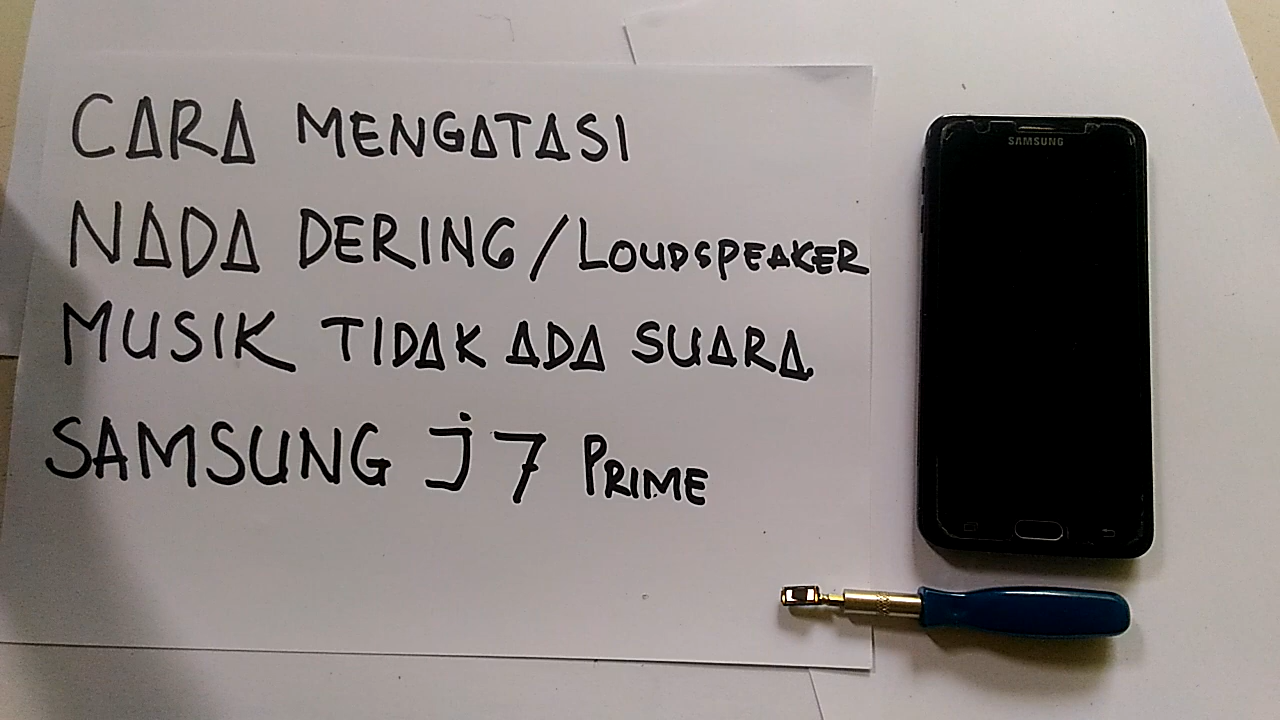 CARA MENGATASI
NADA DERING/LOUDSPEAKER
MUSIK TIDAK ADA SUARA
SAMSUNG j7 PRIME
SAMSUNG